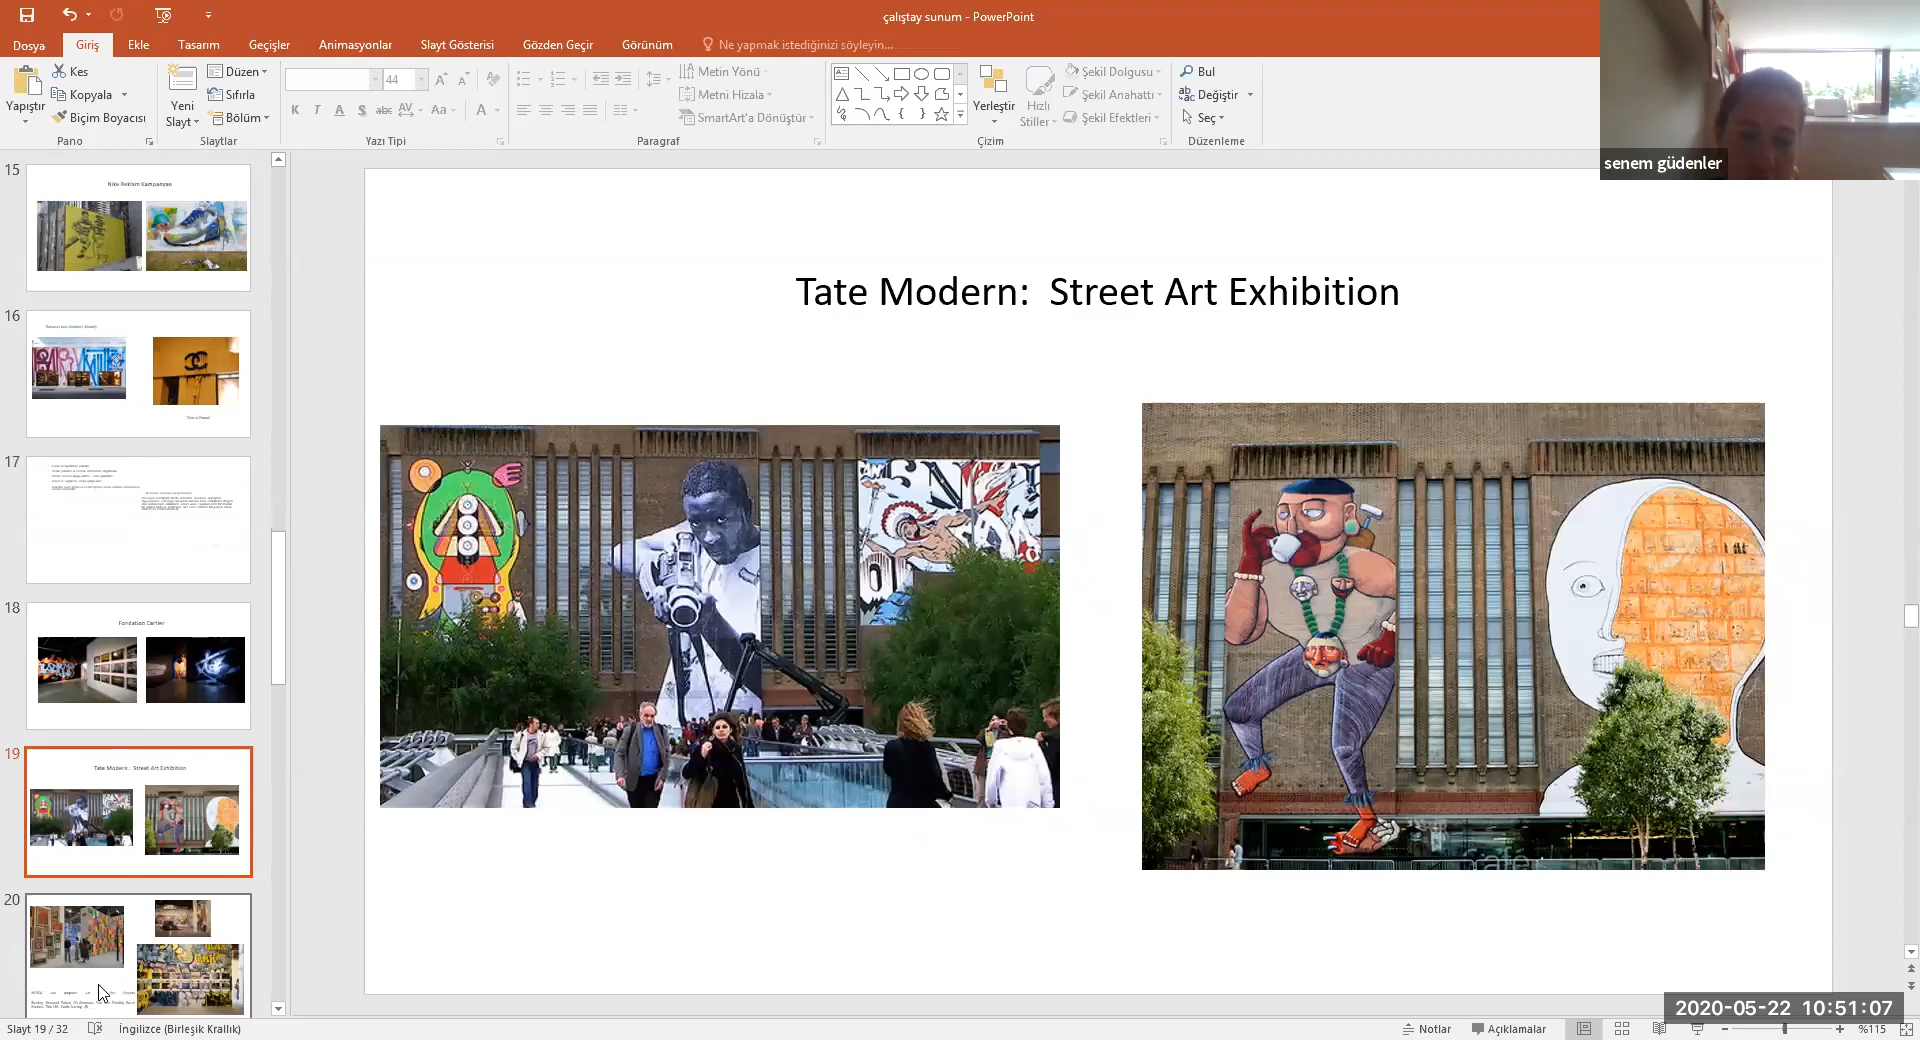 çalıştay sunum - PowerPoint
Dosya Giriş Ekle Tasarım Geçişler Animasyonlar Slayt Gösterisi Gözden Geçir Görünüm Ne yapmak istediğinizi söyleyin...
Yapıştır
Kes
Kopyala
Biçim Boyacısı
Pano
Yeni
Slayt
Düzen
Sıfırla
Bölüm
Slaytlar
44
K T A S abc AV Aa A
Yazı Tipi
Metin Yönü
Metni Hizala
SmartArt'a Dönüştür
Paragraf
Yerleştir
Hızlı
Stiller
Şekil Dolgusu
Şekil Anahattı
Şekil Efektleri
Çizim
Bul
Değiştir
Seç
Düzenleme
senem güdenler
15
Nike Reklam Kampanyası
16
17
18
Fondation Cartier
19
Tate Modern : Street Art Exhibition
20
Tate Modern: Street Art Exhibition
2020-05-22 10:51:07
Slayt 19 / 32 İngilizce (Birleşik Krallık) Notlar Açıklamalar %115